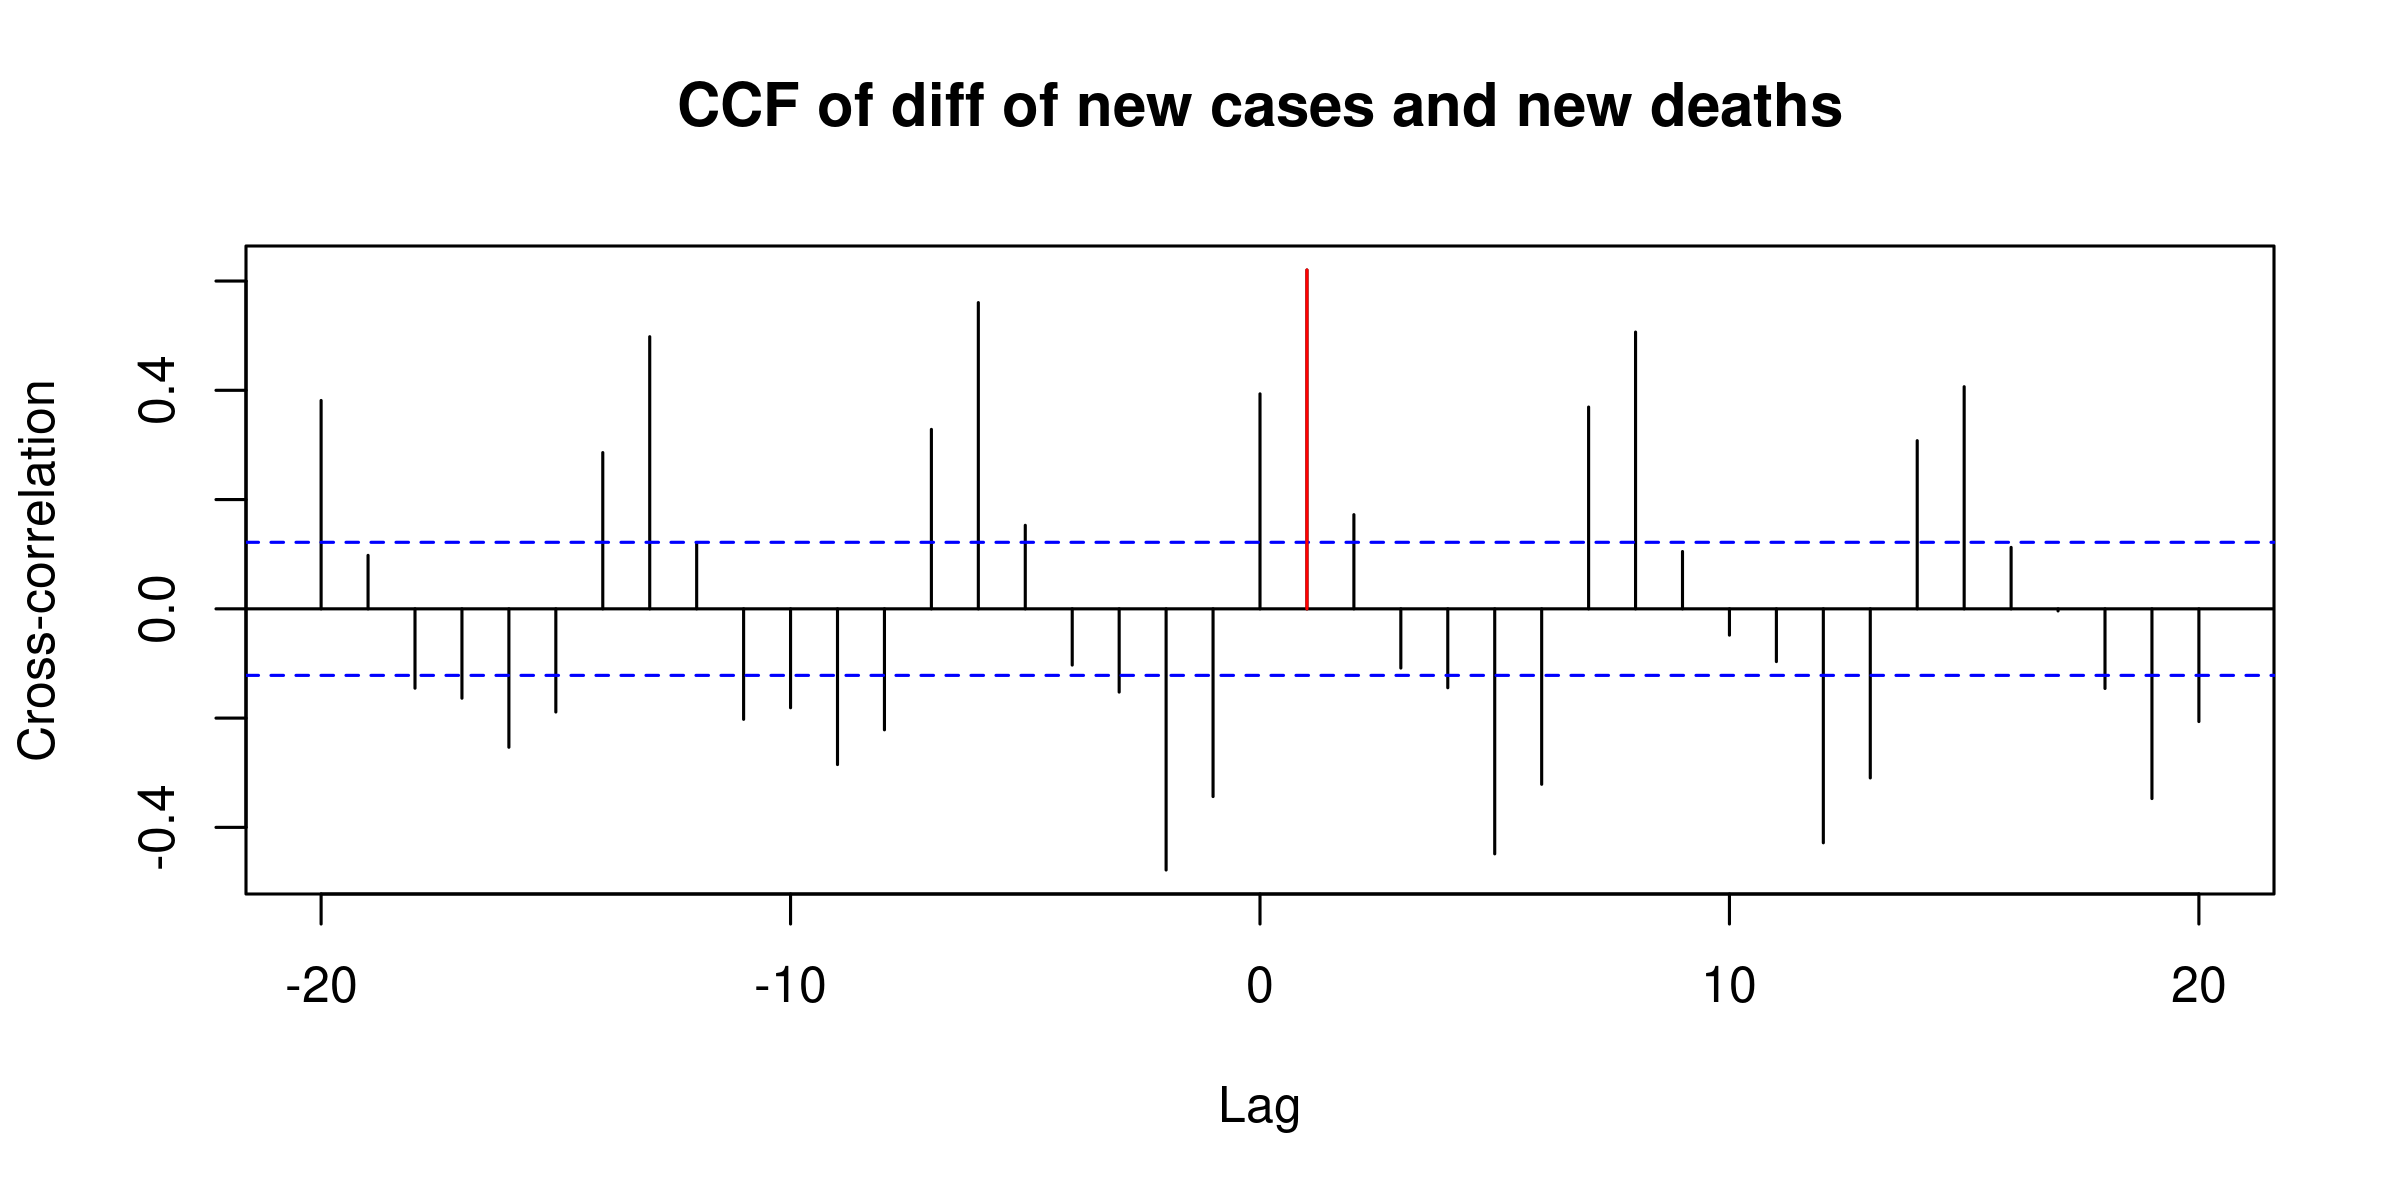 CCF of diff of new cases and new deaths
Cross-correlation
0.4
0.0
-0.4
-20 -10 0 10 20
Lag